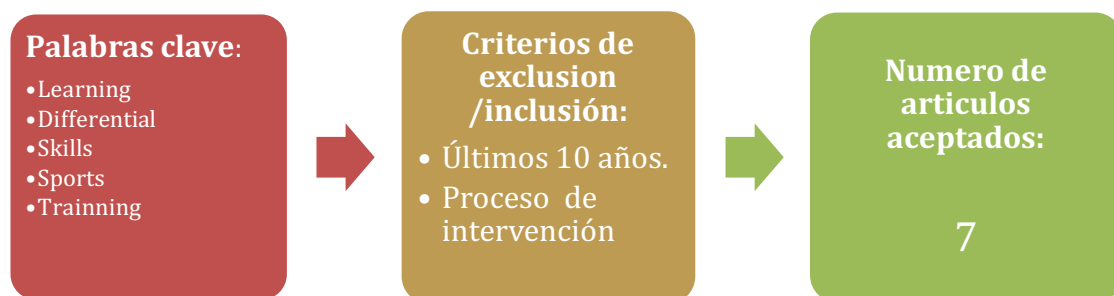 Palabras clave:
•Learning
•Differential
•Skills
•Sports
•Trainning
Criterios de
exclusion
/inclusión:
• Últimos 10 años.
• Proceso de
intervención
Numero de
articulos
aceptados:
7